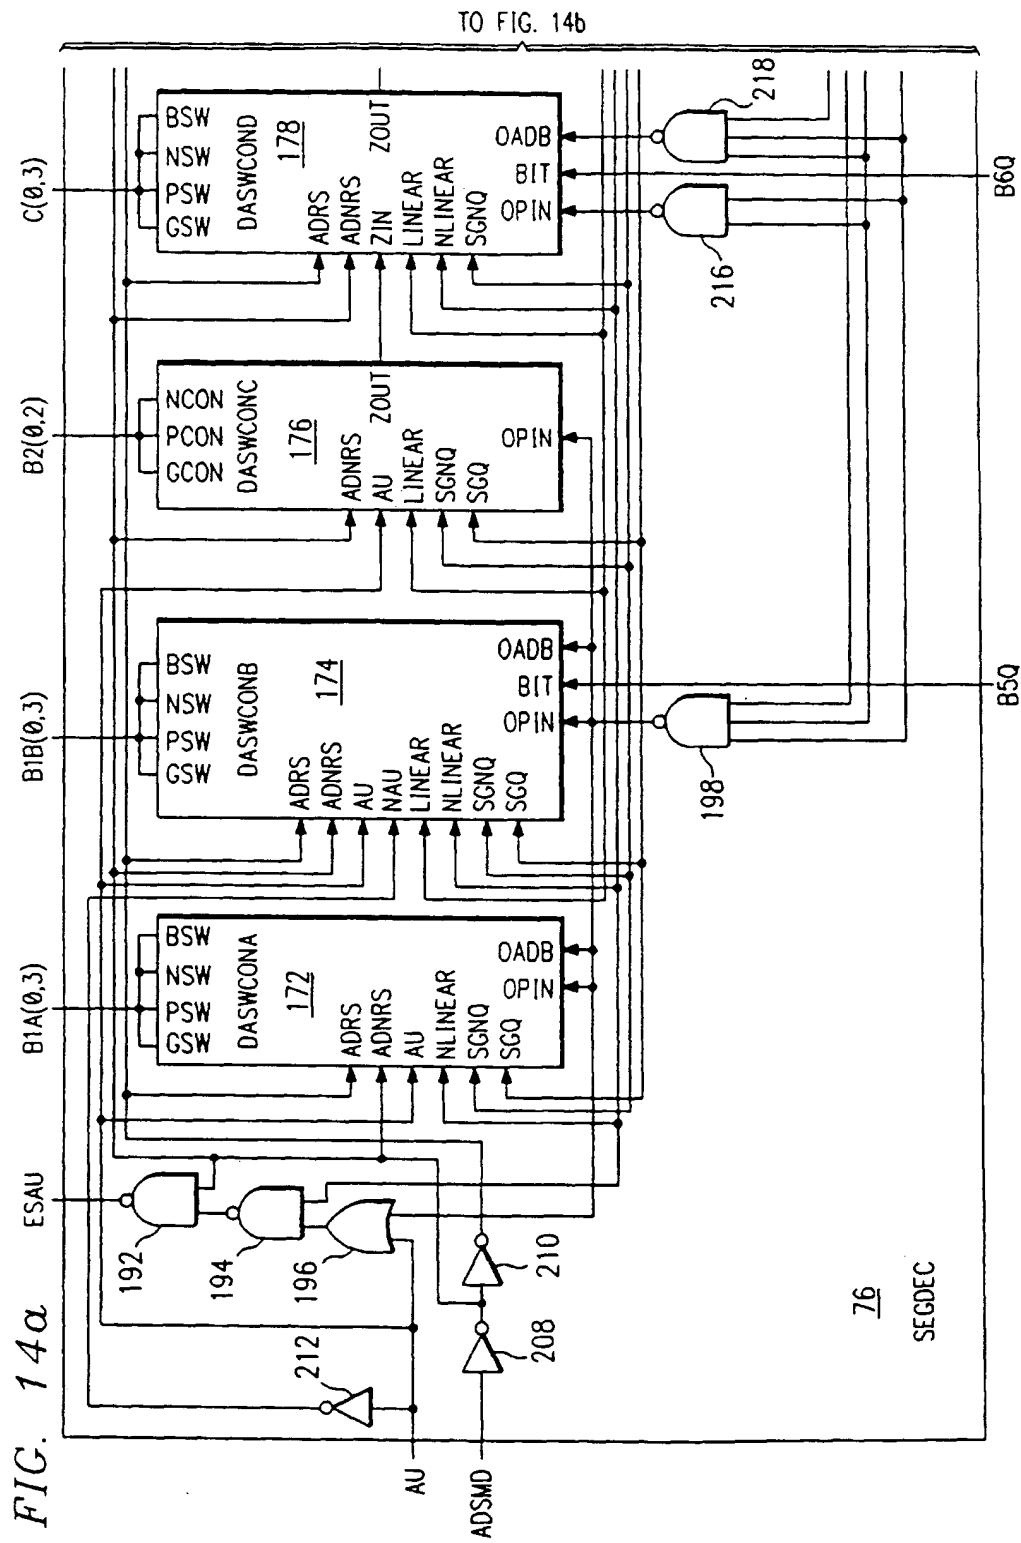 FIG. 14a
TO FIG. 14b
ESAU
B1A(0,3)
B1B(0,3)
B2(0,2)
C(0,3)
212
192
194
196
208
210
AU
ADSMD
GSW
PSW
NSW
BSW
DASWCONA
172
ADRS
ADNRS
AU
NLINEAR
SGNQ
SGQ
OPIN
OADB
GSW
PSW
NSW
BSW
DASWCONB
174
ADRS
ADNRS
AU
NAU
LINEAR
NLINEAR
SGNQ
SGQ
OPIN
BIT
OADB
GCON
PCON
NCON
DASWCONC
176
ADNRS
AU
ZOUT
LINEAR
SGNQ
SGQ
OPIN
GSW
PSW
NSW
BSW
DASWCOND
178
ADRS
ADNRS
ZIN
ZOUT
LINEAR
NLINEAR
SGNQ
OPIN
BIT
OADB
198
216
218
B5Q
B6Q
76
SEGDEC